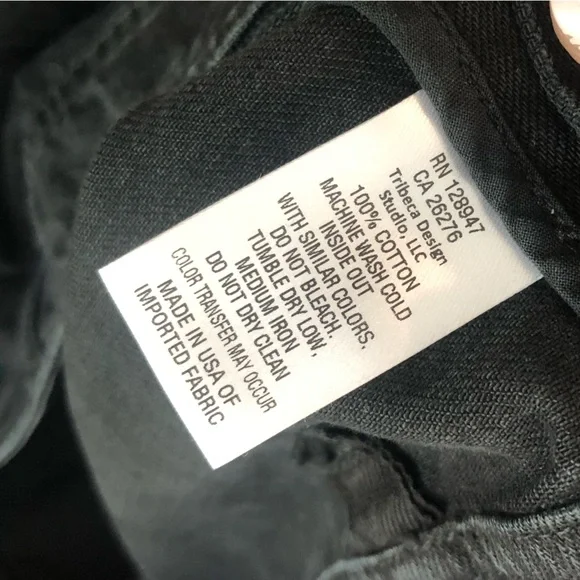 RN 128947
CA 26276
Tribeca Design
Studio, LLC
100% COTTON
MACHINE WASH COLD
INSIDE OUT
WITH SIMILAR COLORS,
DO NOT BLEACH,
TUMBLE DRY LOW,
MEDIUM IRON
DO NOT DRY CLEAN
COLOR TRANSFER MAY OCCUR
MADE IN USA OF
IMPORTED FABRIC